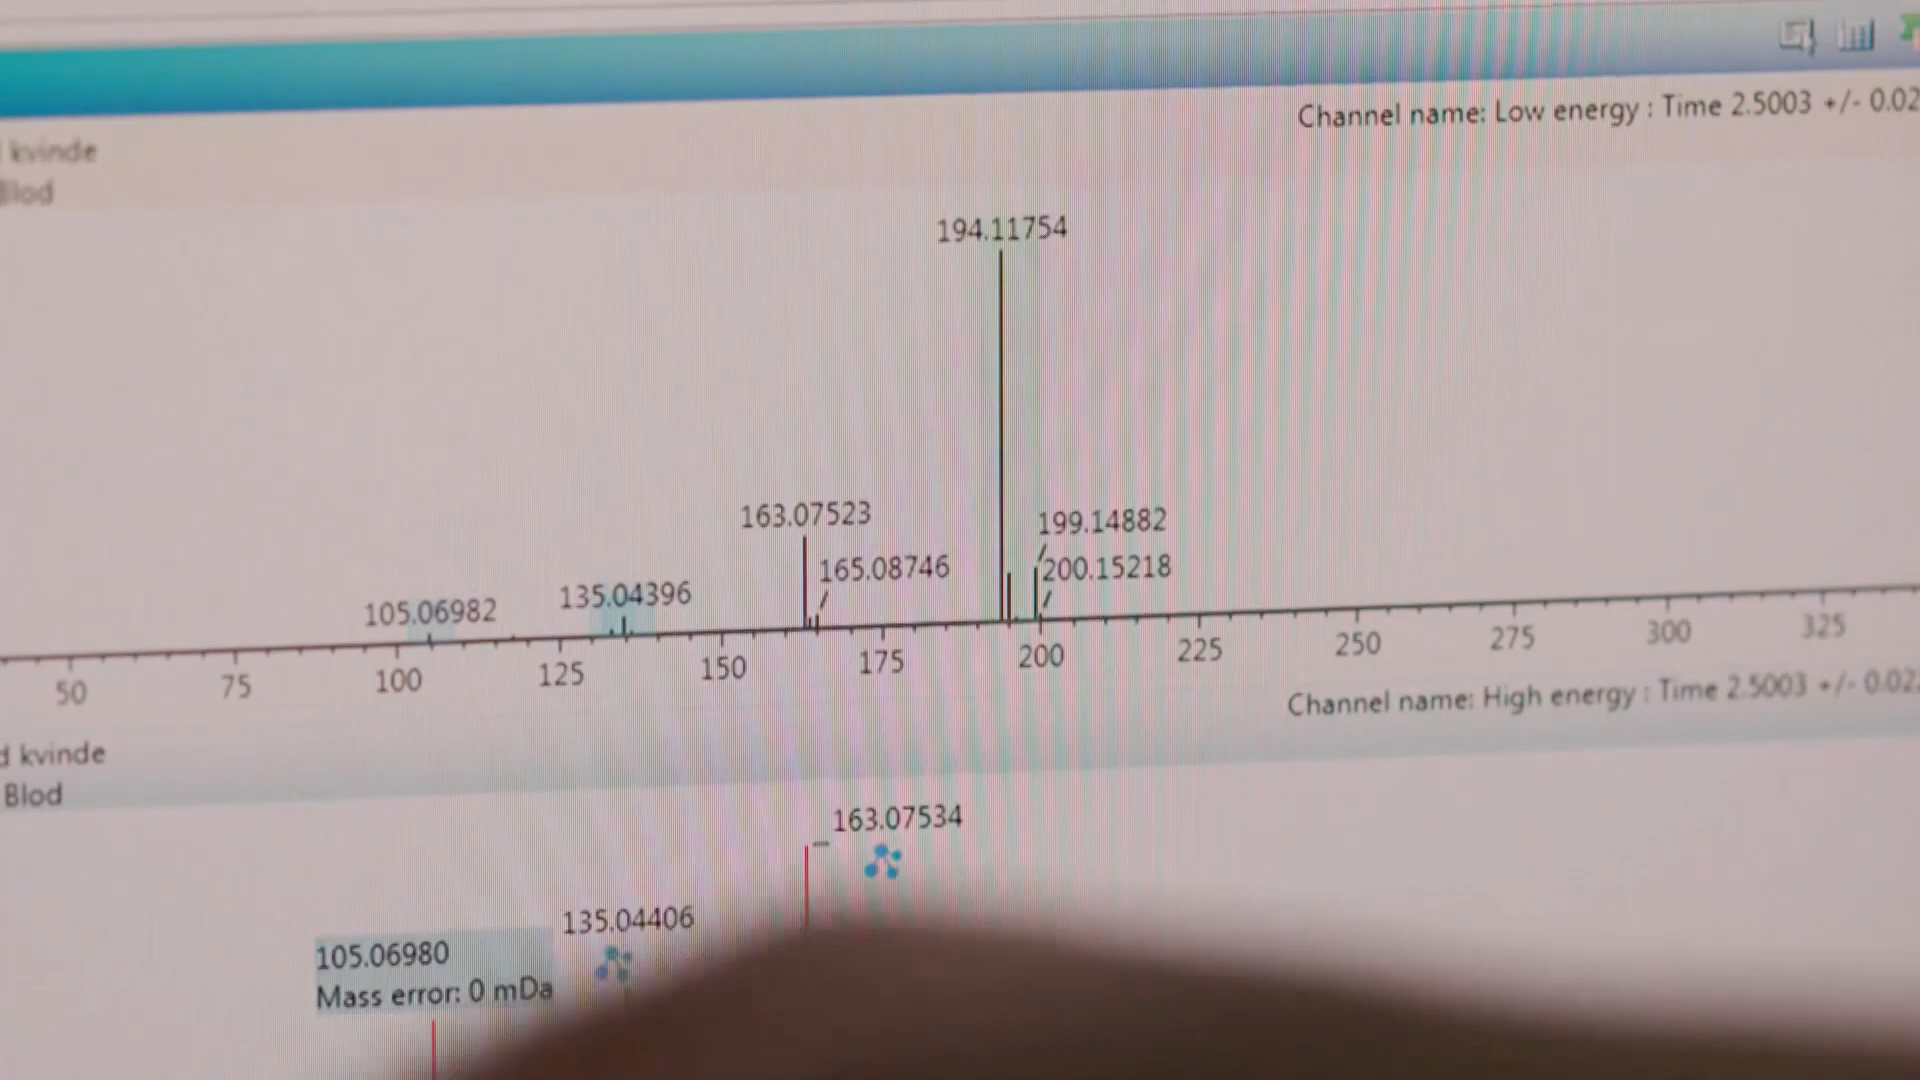 Channel name: Low energy : Time 2.5003 +/- 0.02
kvinde
Blod
194.11754
163.07523
199.14882
165.08746
200.15218
135.04396
105.06982
50 75 100 125 150 175 200 225 250 275 300 325
Channel name: High energy : Time 2.5003 +/- 0.02
d kvinde
Blod
163.07534
135.04406
105.06980
Mass error: 0 mDa